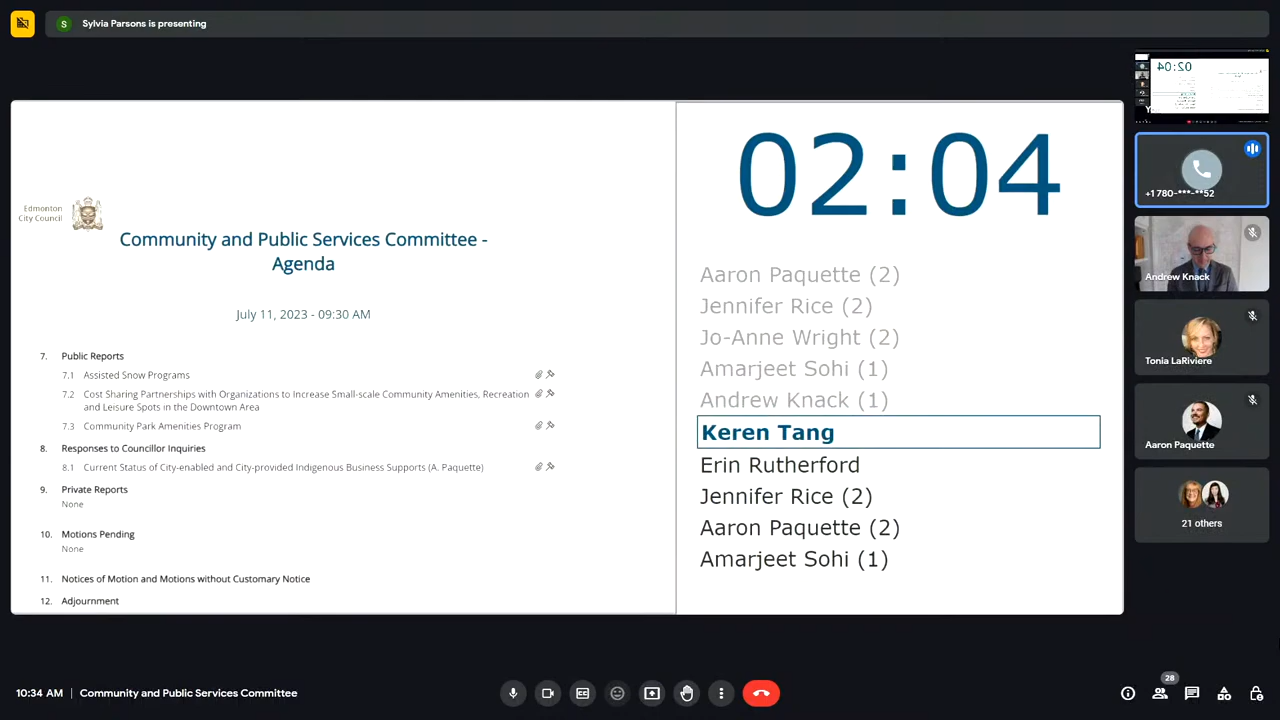 S Sylvia Parsons is presenting
Edmonton
City Council
Community and Public Services Committee -
Agenda
July 11, 2023 - 09:30 AM
7. Public Reports
7.1 Assisted Snow Programs
7.2 Cost Sharing Partnerships with Organizations to Increase Small-scale Community Amenities, Recreation
and Leisure Spots in the Downtown Area
7.3 Community Park Amenities Program
8. Responses to Councillor Inquiries
8.1 Current Status of City-enabled and City-provided Indigenous Business Supports (A. Paquette)
9. Private Reports
None
10. Motions Pending
None
11. Notices of Motion and Motions without Customary Notice
12. Adjournment
02:04
Aaron Paquette (2)
Jennifer Rice (2)
Jo-Anne Wright (2)
Amarjeet Sohi (1)
Andrew Knack (1)
Keren Tang
Erin Rutherford
Jennifer Rice (2)
Aaron Paquette (2)
Amarjeet Sohi (1)
02:04
+1 780-***-**52
Andrew Knack
Tonia LaRiviere
Aaron Paquette
21 others
10:34 AM | Community and Public Services Committee
28